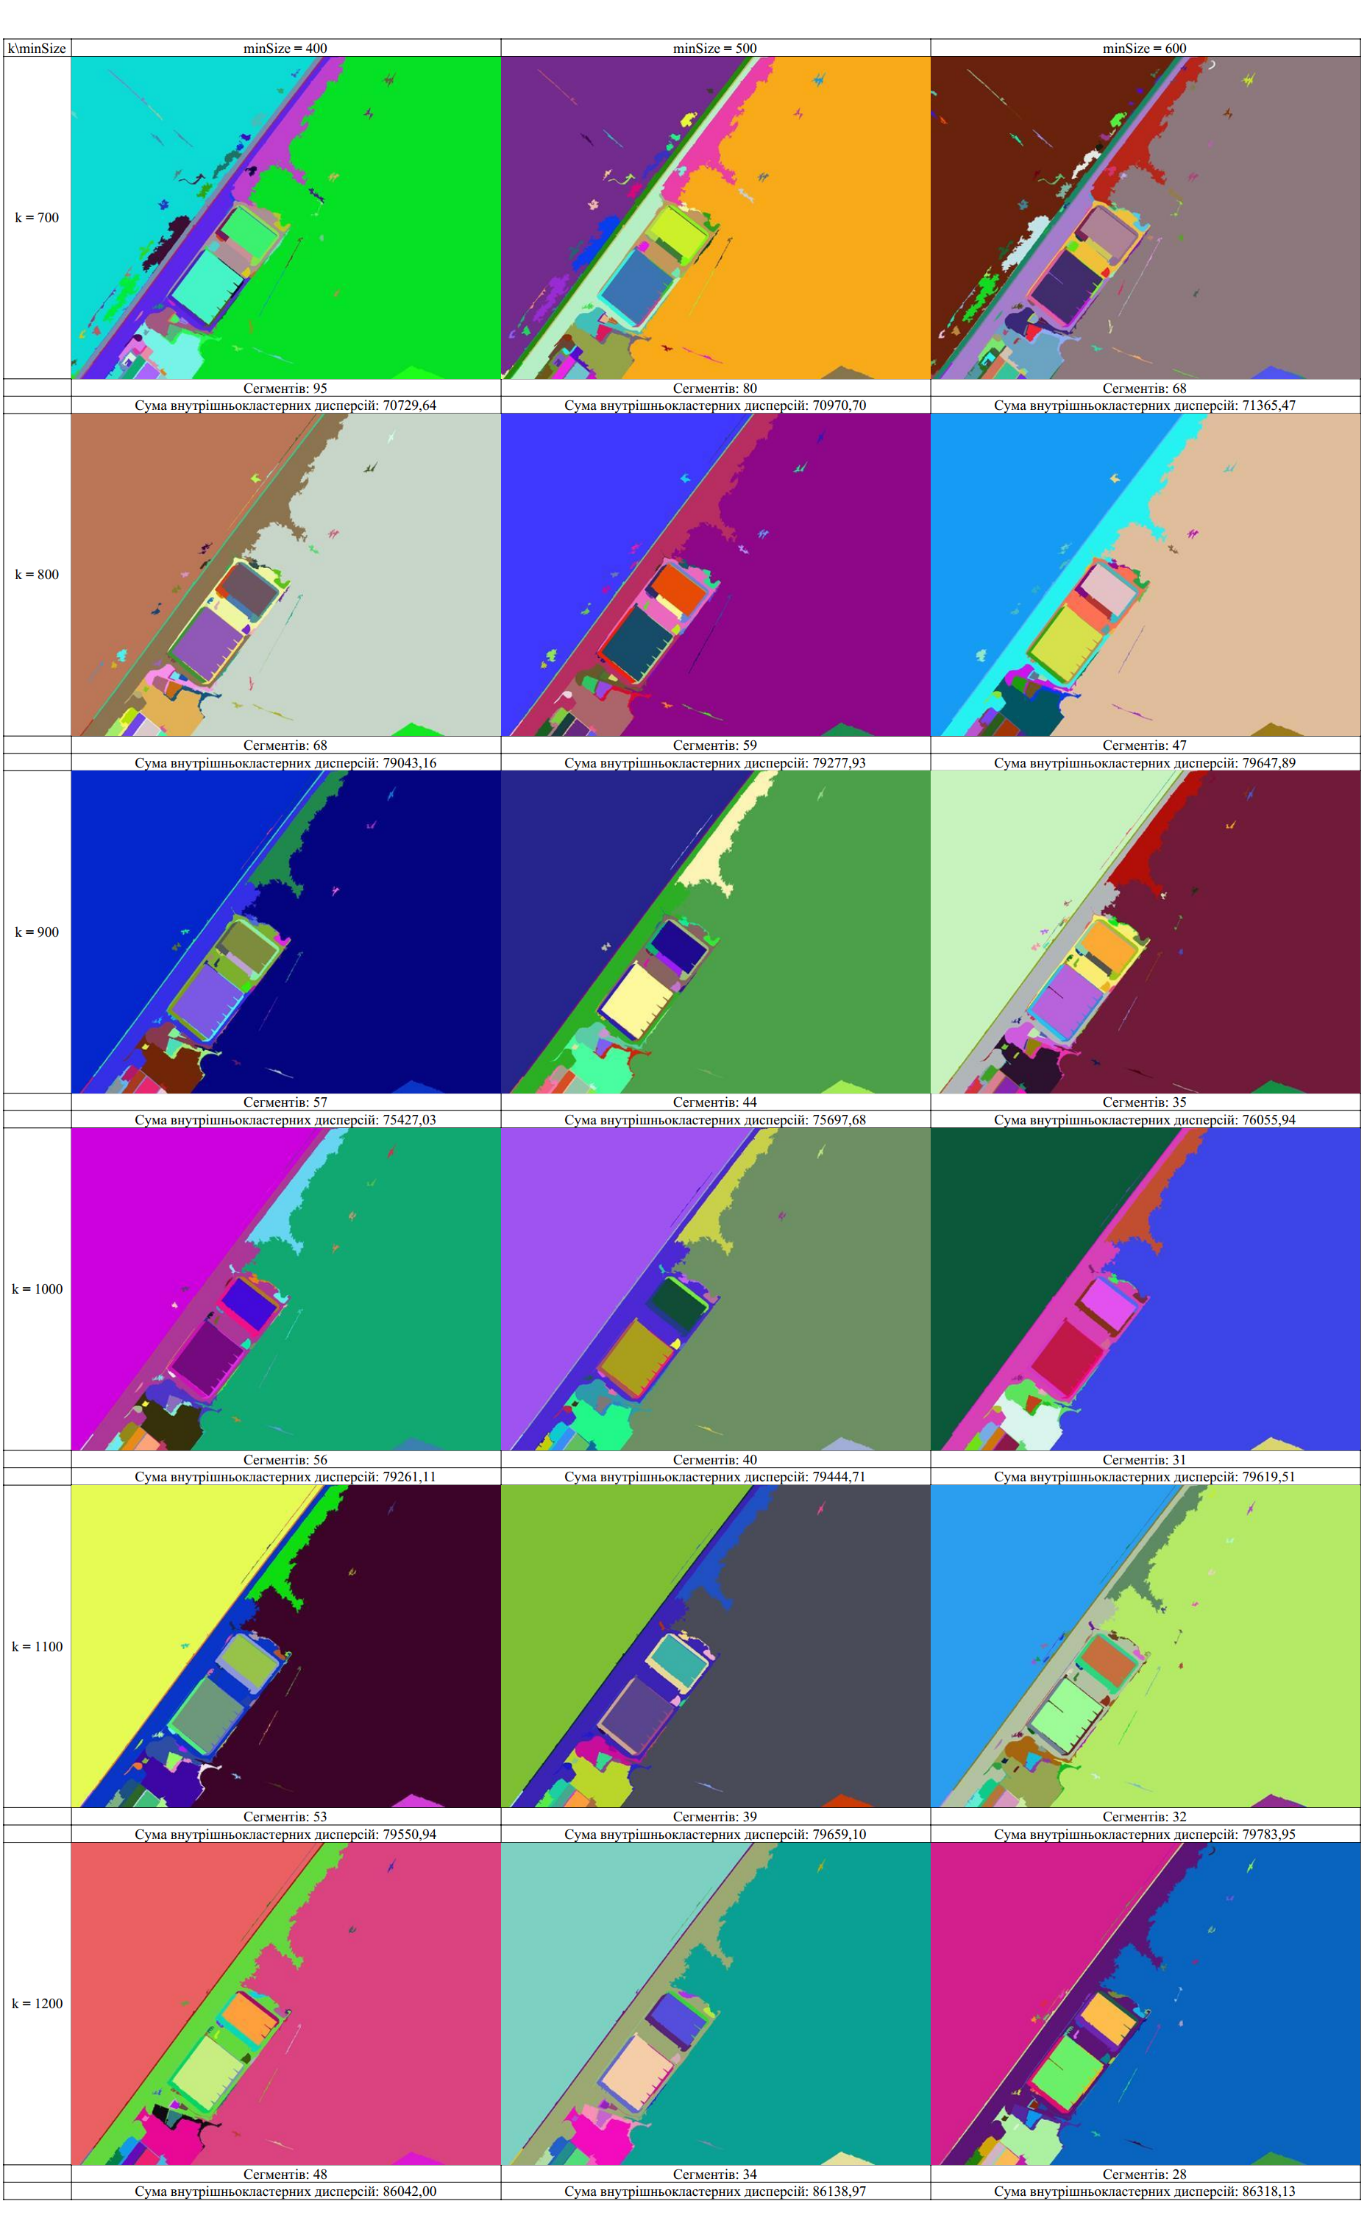 k\minSize minSize = 400 minSize = 500 minSize = 600
k = 700
Сегментів: 95 Сегментів: 80 Сегментів: 68
Сума внутрішньокластерних дисперсій: 70729,64 Сума внутрішньокластерних дисперсій: 70970,70 Сума внутрішньокластерних дисперсій: 71365,47
k = 800
Сегментів: 68 Сегментів: 59 Сегментів: 47
Сума внутрішньокластерних дисперсій: 79043,16 Сума внутрішньокластерних дисперсій: 79277,93 Сума внутрішньокластерних дисперсій: 79647,89
k = 900
Сегментів: 57 Сегментів: 44 Сегментів: 35
Сума внутрішньокластерних дисперсій: 75427,03 Сума внутрішньокластерних дисперсій: 75697,68 Сума внутрішньокластерних дисперсій: 76055,94
k = 1000
Сегментів: 56 Сегментів: 40 Сегментів: 31
Сума внутрішньокластерних дисперсій: 79261,11 Сума внутрішньокластерних дисперсій: 79444,71 Сума внутрішньокластерних дисперсій: 79619,51
k = 1100
Сегментів: 53 Сегментів: 39 Сегментів: 32
Сума внутрішньокластерних дисперсій: 79550,94 Сума внутрішньокластерних дисперсій: 79659,10 Сума внутрішньокластерних дисперсій: 79783,95
k = 1200
Сегментів: 48 Сегментів: 34 Сегментів: 28
Сума внутрішньокластерних дисперсій: 86042,00 Сума внутрішньокластерних дисперсій: 86138,97 Сума внутрішньокластерних дисперсій: 86318,13